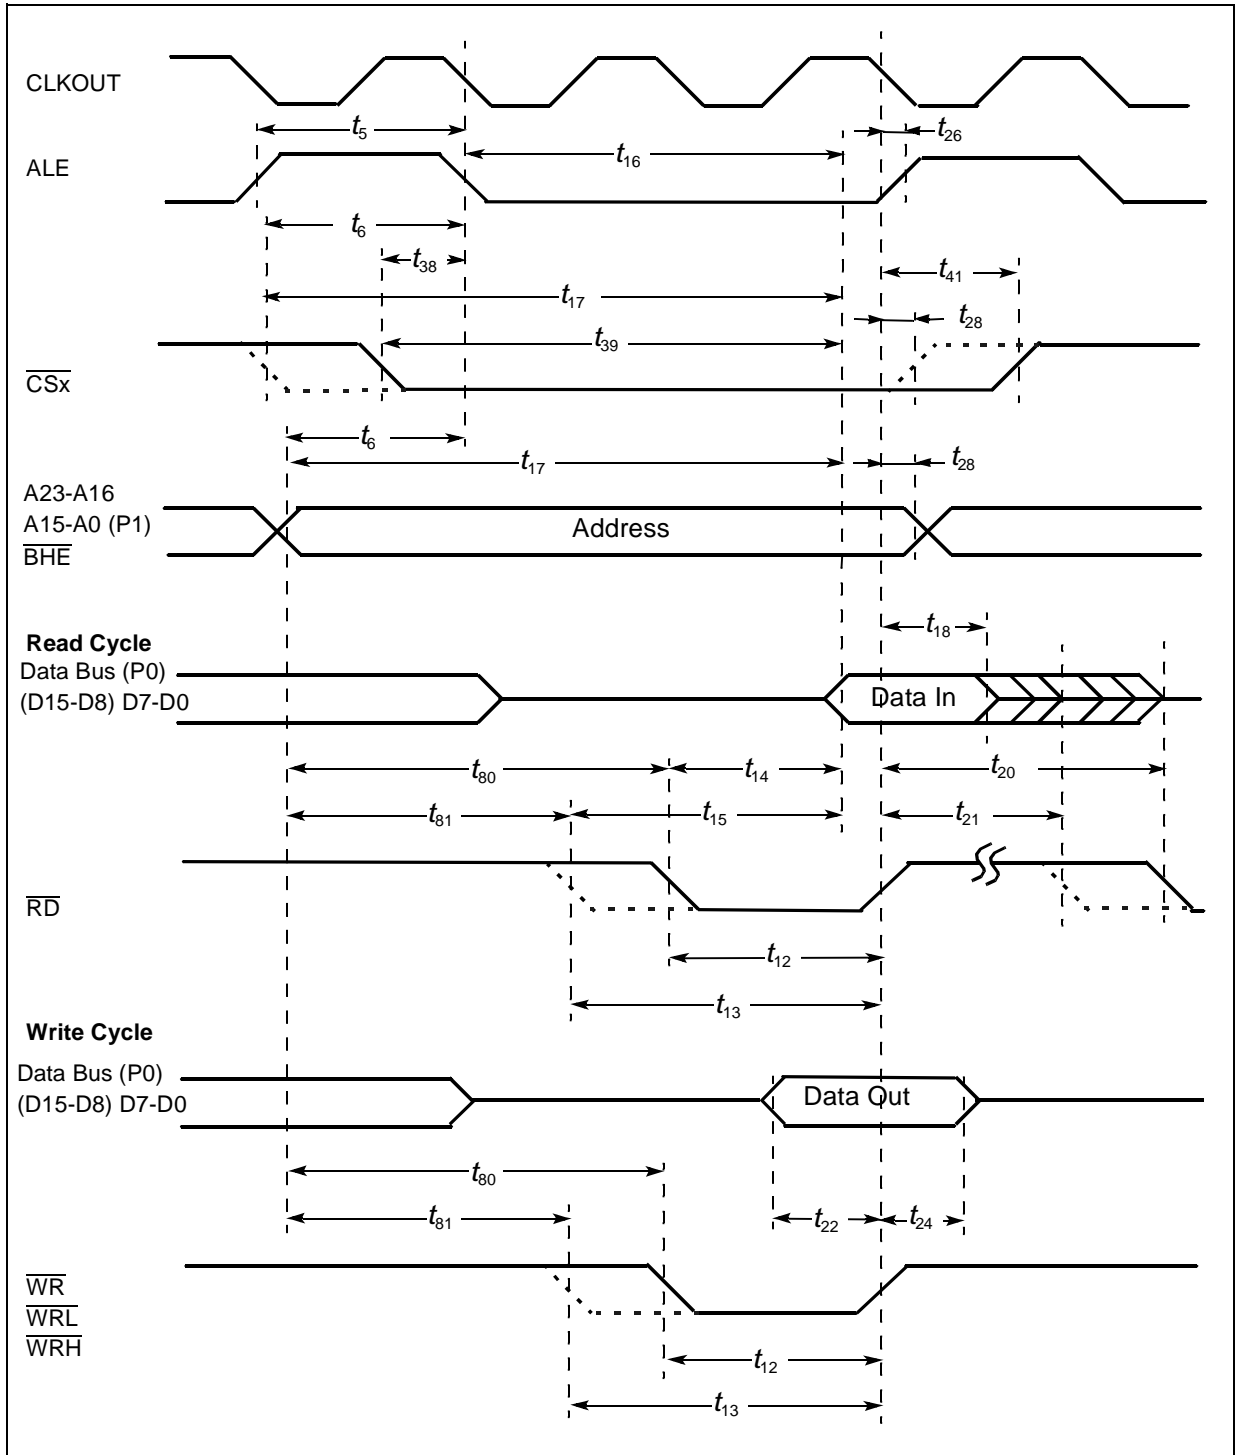 CLKOUT
t5
t26
ALE
t16
t6
t38
t41
t17
t28
t39
CSx
t6
t17
t28
A23-A16
A15-A0 (P1)
Address
BHE
t18
Read Cycle
Data Bus (P0)
(D15-D8) D7-D0
Data In
t80
t14
t20
t81
t15
t21
RD
t12
t13
Write Cycle
Data Bus (P0)
(D15-D8) D7-D0
Data Out
t80
t81
t22
t24
WR
WRL
WRH
t12
t13